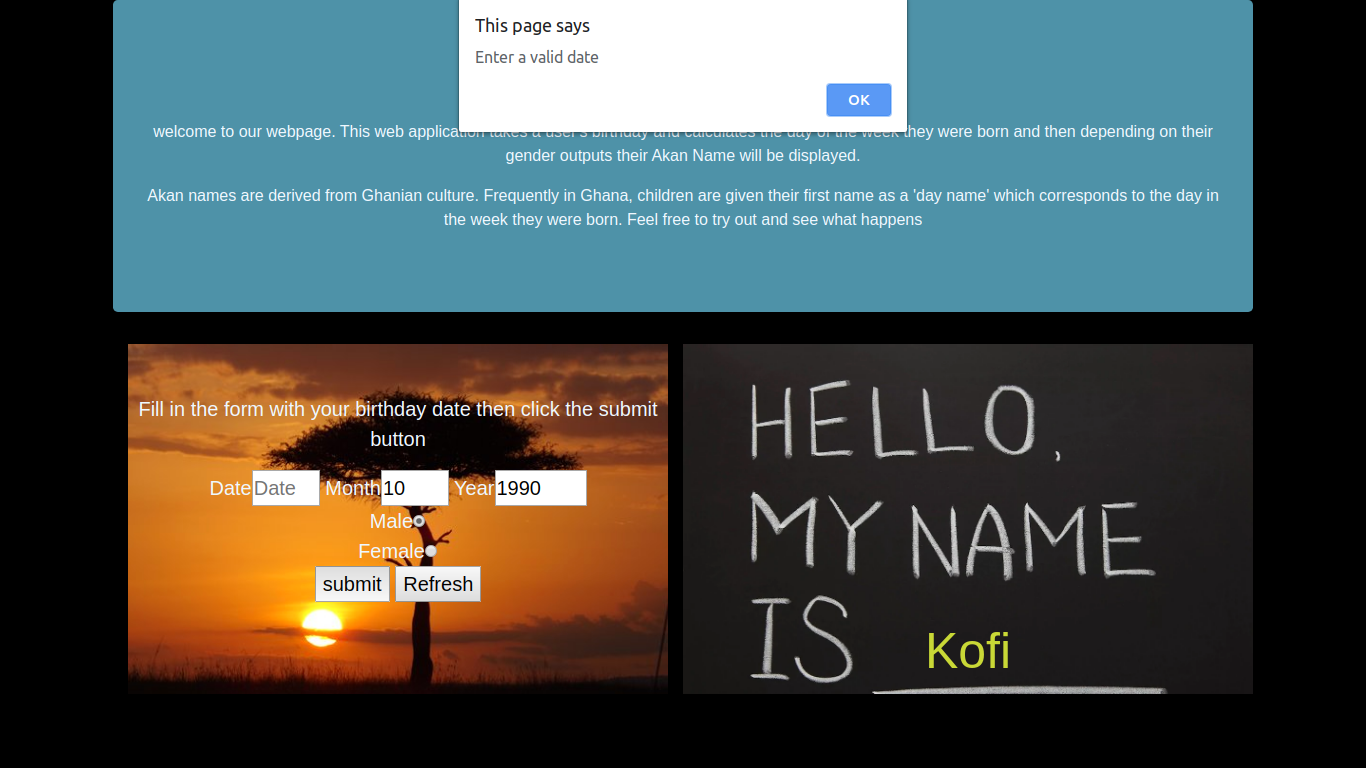 This page says
Enter a valid date
OK
welcome to our webpage. This web application takes a user's birthday and calculates the day of the week they were born and then depending on their
gender outputs their Akan Name will be displayed.
Akan names are derived from Ghanian culture. Frequently in Ghana, children are given their first name as a 'day name' which corresponds to the day in
the week they were born. Feel free to try out and see what happens
Fill in the form with your birthday date then click the submit
button
Date Date Month 10 Year 1990
Male
Female
submit Refresh
HELLO,
MY NAME
IS Kofi